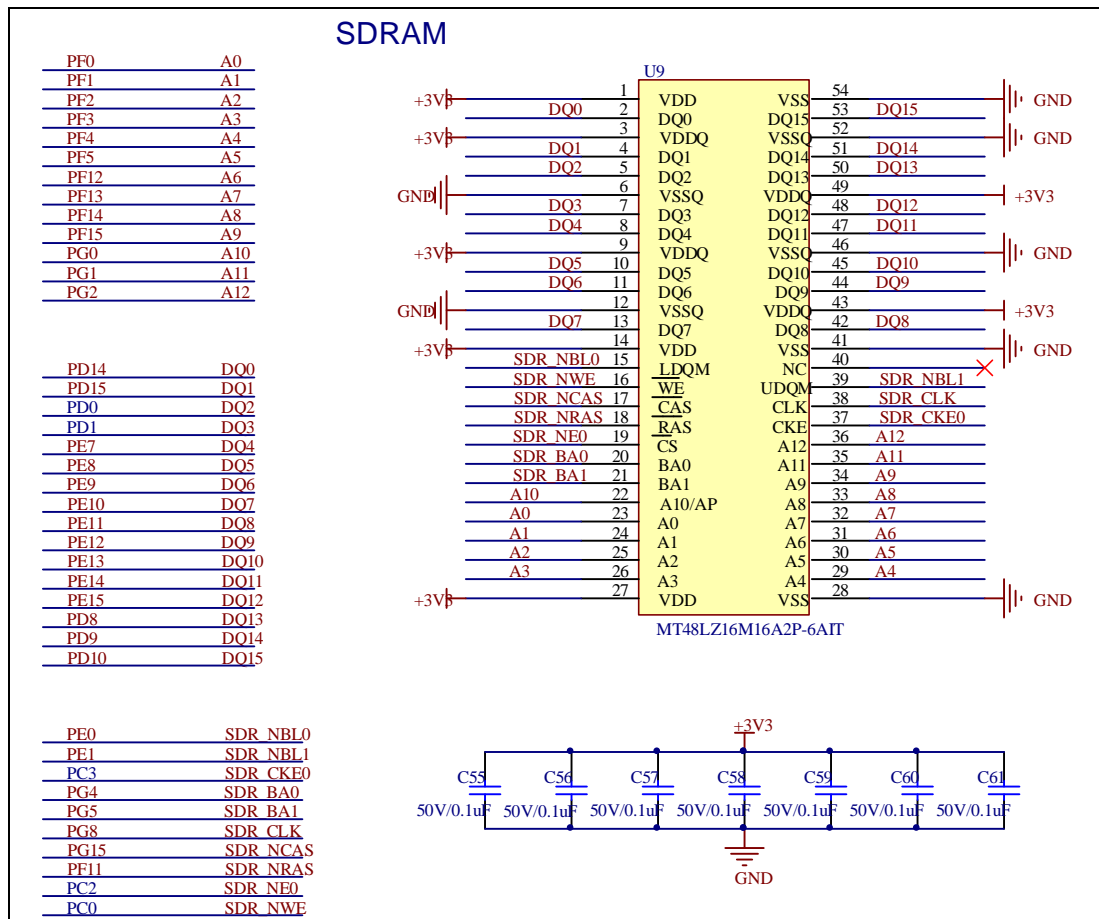 SDRAM
PF0 A0
PF1 A1
PF2 A2
PF3 A3
PF4 A4
PF5 A5
PF12 A6
PF13 A7
PF14 A8
PF15 A9
PG0 A10
PG1 A11
PG2 A12
PD14 DQ0
PD15 DQ1
PD0 DQ2
PD1 DQ3
PE7 DQ4
PE8 DQ5
PE9 DQ6
PE10 DQ7
PE11 DQ8
PE12 DQ9
PE13 DQ10
PE14 DQ11
PE15 DQ12
PD8 DQ13
PD9 DQ14
PD10 DQ15
PE0 SDR_NBL0
PE1 SDR_NBL1
PC3 SDR_CKE0
PG4 SDR_BA0
PG5 SDR_BA1
PG8 SDR_CLK
PG15 SDR_NCAS
PF11 SDR_NRAS
PC2 SDR_NE0
PC0 SDR_NWE
U9
+3V3 1 VDD VSS 54 GND
DQ0 2 DQ0 DQ15 53 DQ15
+3V3 3 VDDQ VSSQ 52 GND
DQ1 4 DQ1 DQ14 51 DQ14
DQ2 5 DQ2 DQ13 50 DQ13
GND 6 VSSQ VDDQ 49 +3V3
DQ3 7 DQ3 DQ12 48 DQ12
DQ4 8 DQ4 DQ11 47 DQ11
+3V3 9 VDDQ VSSQ 46 GND
DQ5 10 DQ5 DQ10 45 DQ10
DQ6 11 DQ6 DQ9 44 DQ9
GND 12 VSSQ VDDQ 43 +3V3
DQ7 13 DQ7 DQ8 42 DQ8
+3V3 14 VDD VSS 41 GND
SDR_NBL0 15 LDQM NC 40
SDR_NWE 16 WE UDQM 39 SDR_NBL1
SDR_NCAS 17 CAS CLK 38 SDR_CLK
SDR_NRAS 18 RAS CKE 37 SDR_CKE0
SDR_NE0 19 CS A12 36 A12
SDR_BA0 20 BA0 A11 35 A11
SDR_BA1 21 BA1 A9 34 A9
A10 22 A10/AP A8 33 A8
A0 23 A0 A7 32 A7
A1 24 A1 A6 31 A6
A2 25 A2 A5 30 A5
A3 26 A3 A4 29 A4
+3V3 27 VDD VSS 28 GND
MT48LZ16M16A2P-6AIT
+3V3
C55 C56 C57 C58 C59 C60 C61
50V/0.1uF 50V/0.1uF 50V/0.1uF 50V/0.1uF 50V/0.1uF 50V/0.1uF 50V/0.1uF
GND